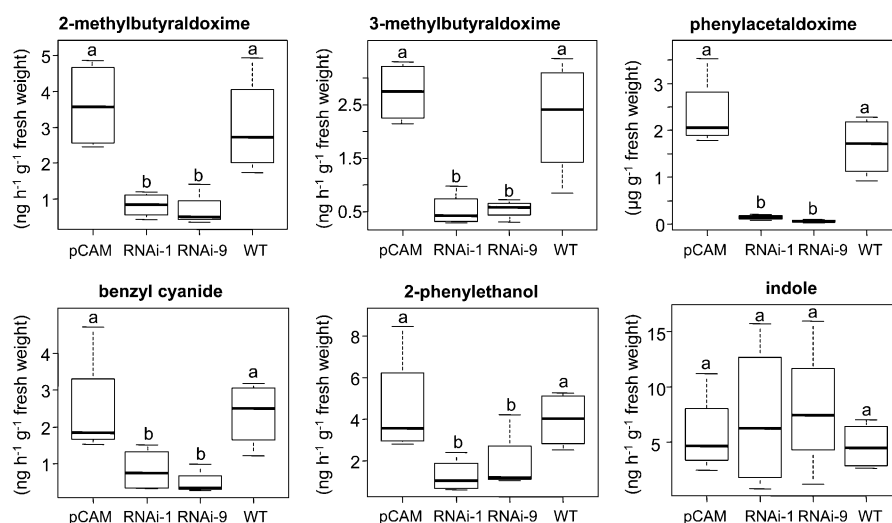 2-methylbutyraldoxime
(ng h⁻¹ g⁻¹ fresh weight)
5
4
3
2
1
a
b
b
a
pCAM RNAi-1 RNAi-9 WT
3-methylbutyraldoxime
(ng h⁻¹ g⁻¹ fresh weight)
2.5
1.5
0.5
a
b
b
a
pCAM RNAi-1 RNAi-9 WT
phenylacetaldoxime
(µg g⁻¹ fresh weight)
3
2
1
0
a
b
b
a
pCAM RNAi-1 RNAi-9 WT
benzyl cyanide
(ng h⁻¹ g⁻¹ fresh weight)
4
3
2
1
a
b
b
a
pCAM RNAi-1 RNAi-9 WT
2-phenylethanol
(ng h⁻¹ g⁻¹ fresh weight)
8
6
4
2
a
b
b
a
pCAM RNAi-1 RNAi-9 WT
indole
(ng h⁻¹ g⁻¹ fresh weight)
15
10
5
a
a
a
a
pCAM RNAi-1 RNAi-9 WT